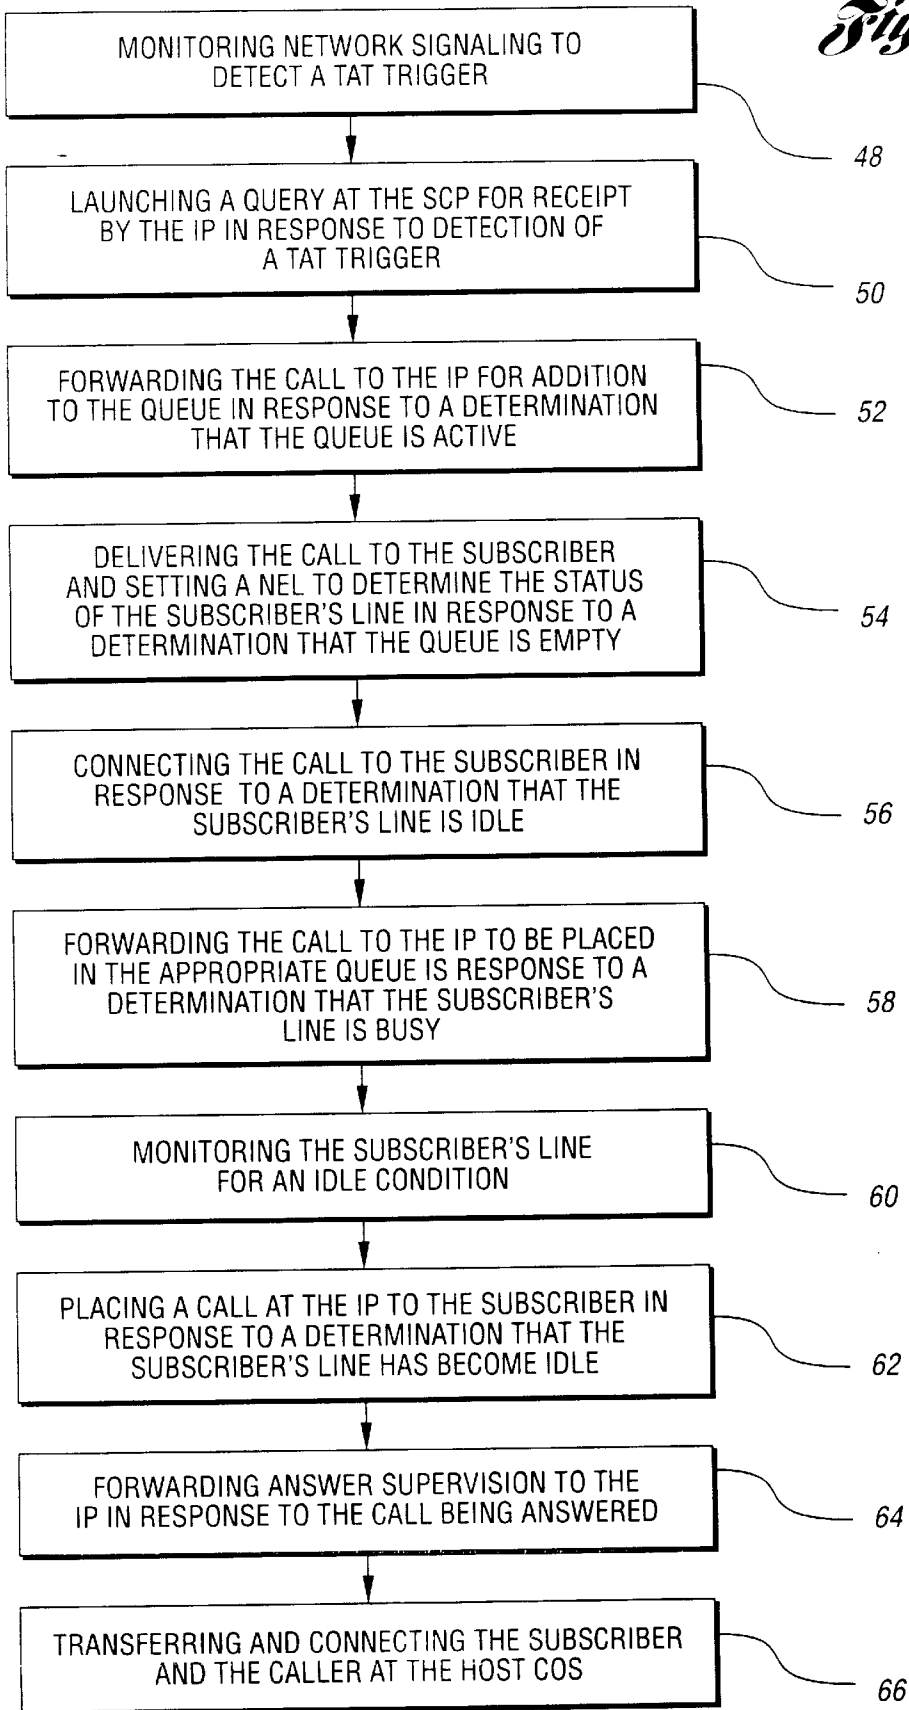 Fig
MONITORING NETWORK SIGNALING TO
DETECT A TAT TRIGGER
48
LAUNCHING A QUERY AT THE SCP FOR RECEIPT
BY THE IP IN RESPONSE TO DETECTION OF
A TAT TRIGGER
50
FORWARDING THE CALL TO THE IP FOR ADDITION
TO THE QUEUE IN RESPONSE TO A DETERMINATION
THAT THE QUEUE IS ACTIVE
52
DELIVERING THE CALL TO THE SUBSCRIBER
AND SETTING A NEL TO DETERMINE THE STATUS
OF THE SUBSCRIBER'S LINE IN RESPONSE TO A
DETERMINATION THAT THE QUEUE IS EMPTY
54
CONNECTING THE CALL TO THE SUBSCRIBER IN
RESPONSE TO A DETERMINATION THAT THE
SUBSCRIBER'S LINE IS IDLE
56
FORWARDING THE CALL TO THE IP TO BE PLACED
IN THE APPROPRIATE QUEUE IS RESPONSE TO A
DETERMINATION THAT THE SUBSCRIBER'S
LINE IS BUSY
58
MONITORING THE SUBSCRIBER'S LINE
FOR AN IDLE CONDITION
60
PLACING A CALL AT THE IP TO THE SUBSCRIBER IN
RESPONSE TO A DETERMINATION THAT THE
SUBSCRIBER'S LINE HAS BECOME IDLE
62
FORWARDING ANSWER SUPERVISION TO THE
IP IN RESPONSE TO THE CALL BEING ANSWERED
64
TRANSFERRING AND CONNECTING THE SUBSCRIBER
AND THE CALLER AT THE HOST COS
66